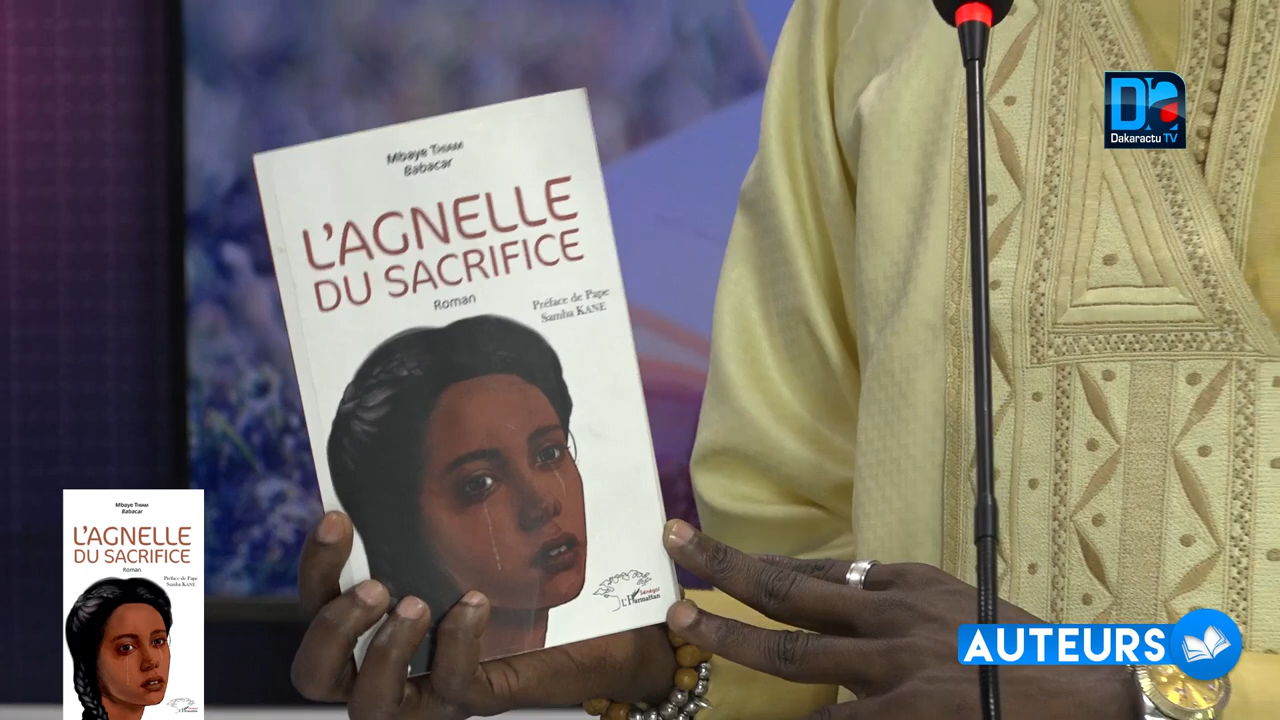 Mbaye THIAM
Babacar
L'AGNELLE
DU SACRIFICE
Roman
Préface de Pape
Samba KANE
Sénégal
L'Harmattan
Dakaractu TV
Mbaye THIAM
Babacar
L'AGNELLE
DU SACRIFICE
Roman
Préface de Pape
Samba KANE
AUTEURS